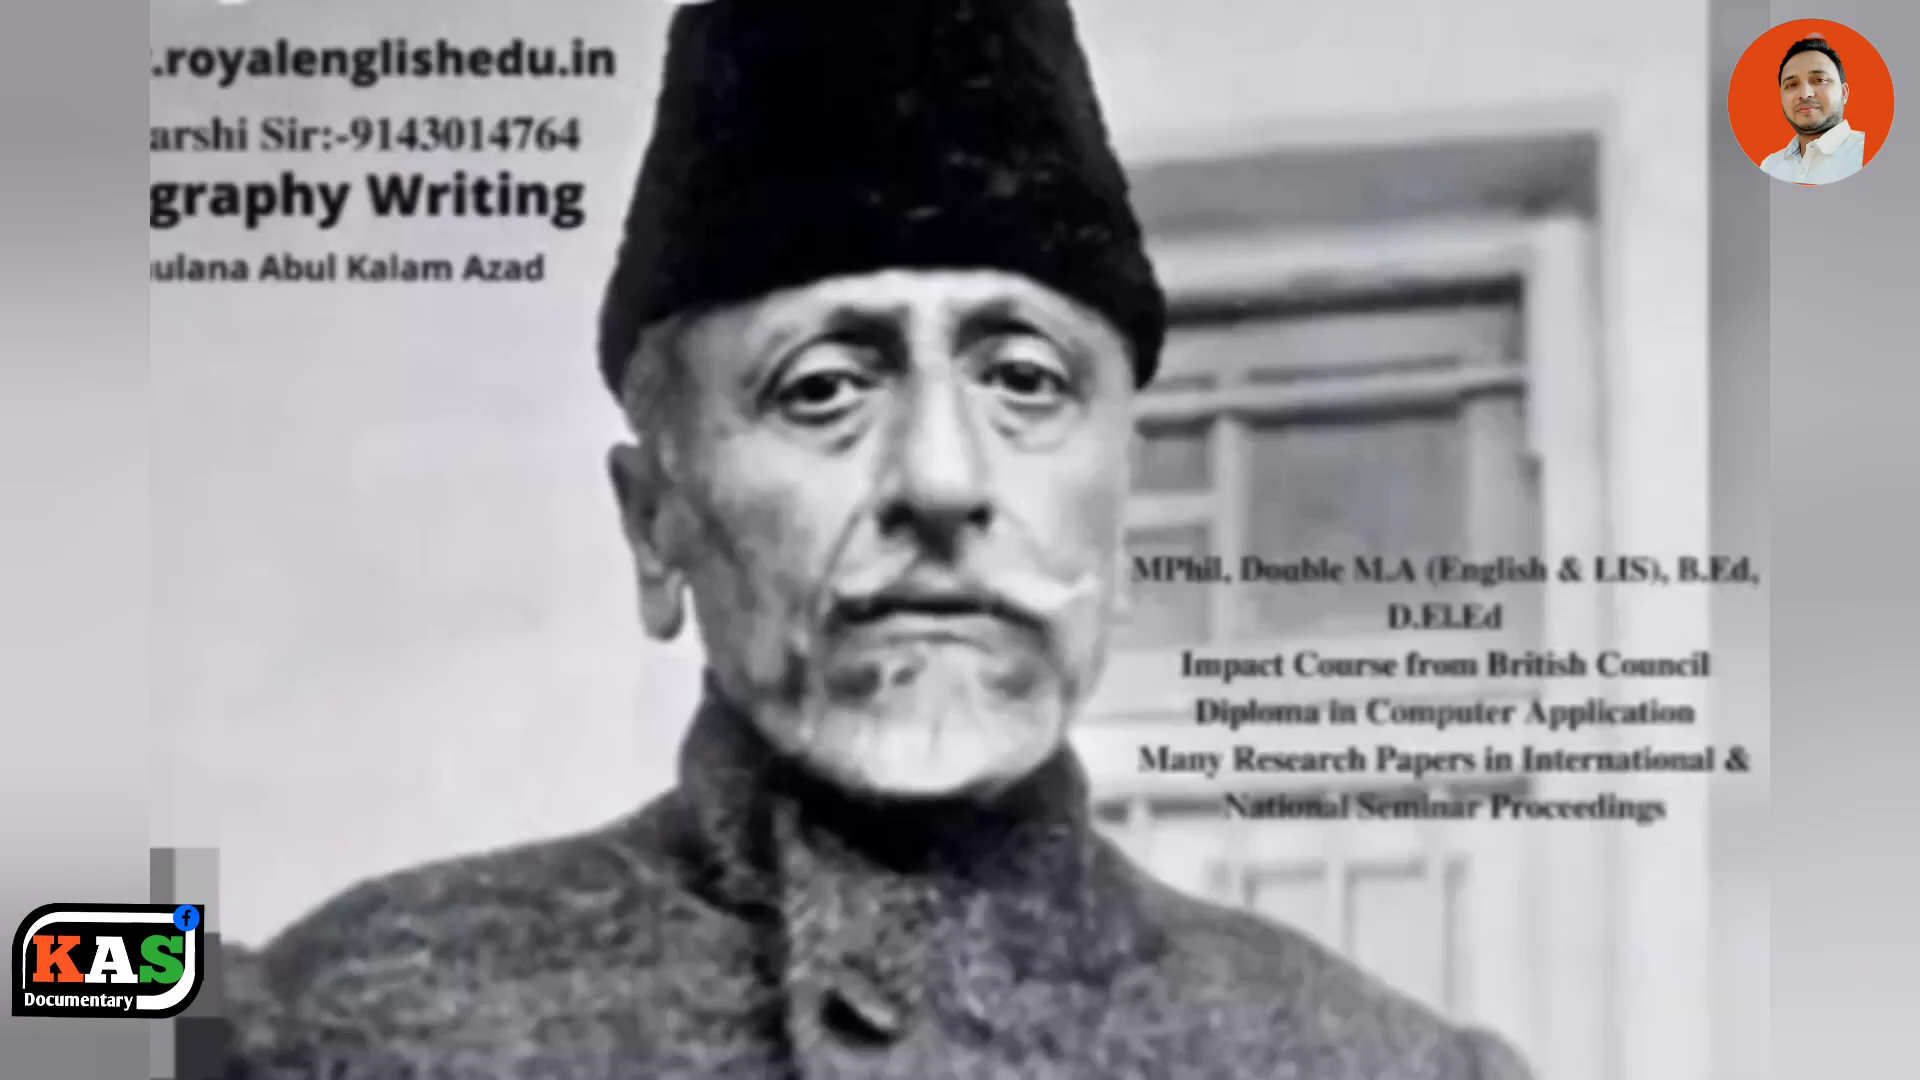 .royalenglishedu.in
arshi Sir:-9143014764
graphy Writing
ulana Abul Kalam Azad
MPhil, Double M.A (English & LIS), B.Ed,
D.El.Ed
Impact Course from British Council
Diploma in Computer Application
Many Research Papers in International &
National Seminar Proceedings
KAS
Documentary